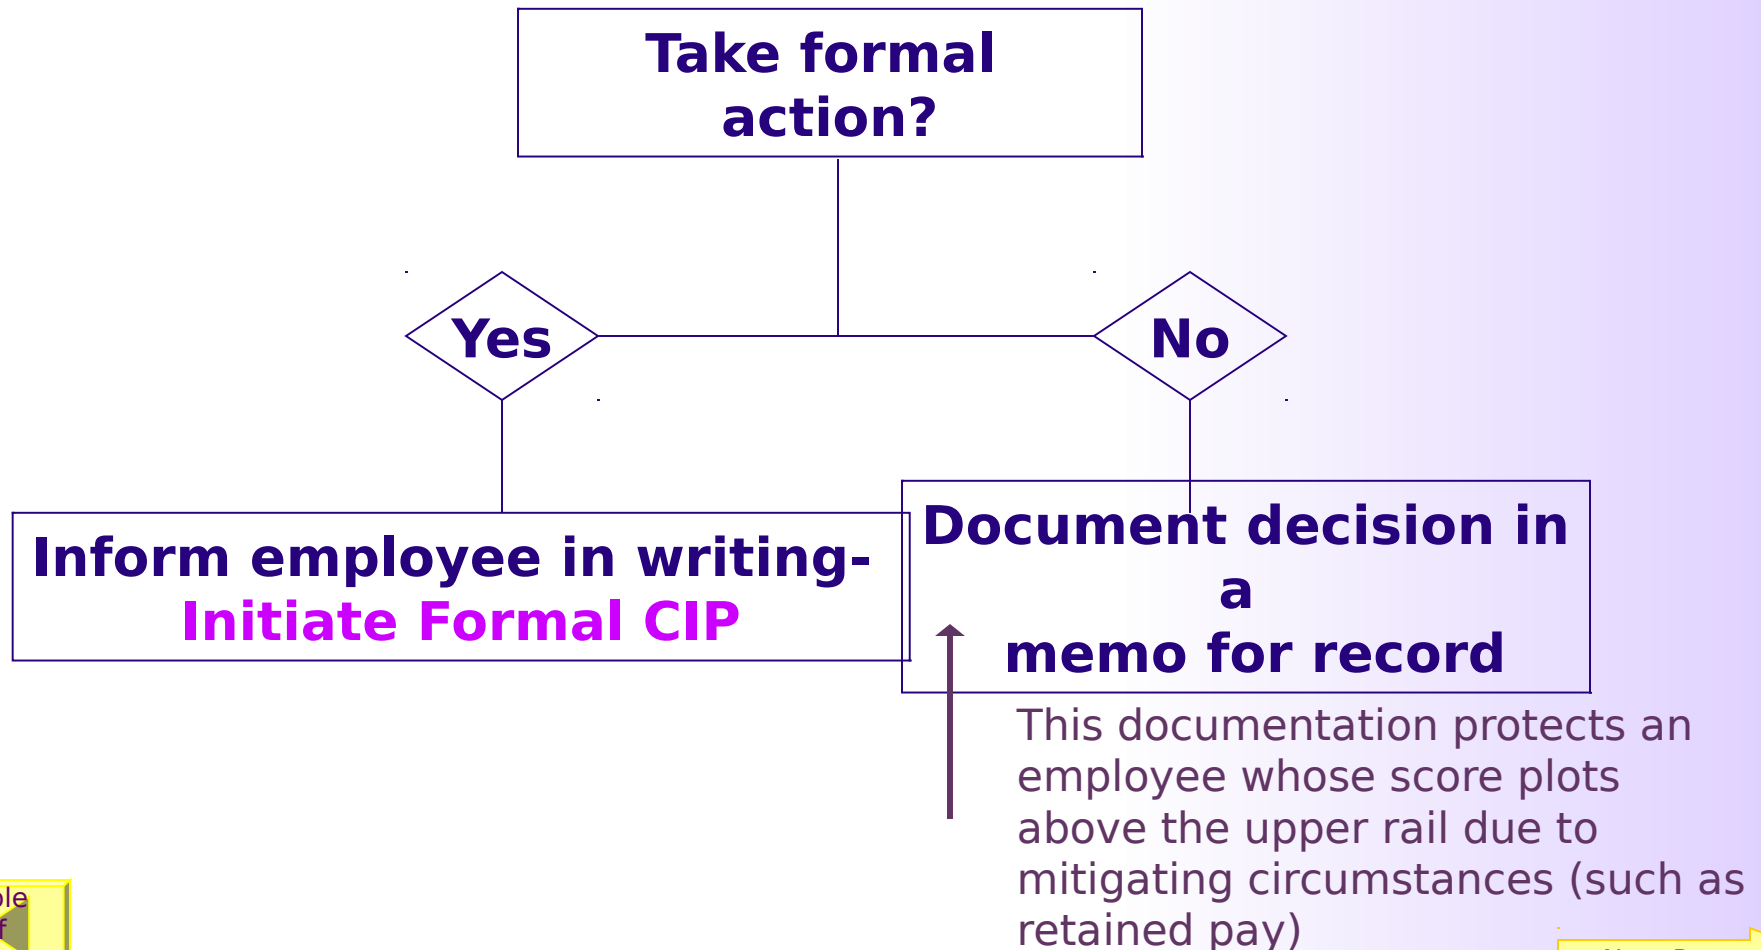 Take formal
action?
Yes
No
Inform employee in writing-
Initiate Formal CIP
Document decision in
a
memo for record
This documentation protects an
employee whose score plots
above the upper rail due to
mitigating circumstances (such as
retained pay)